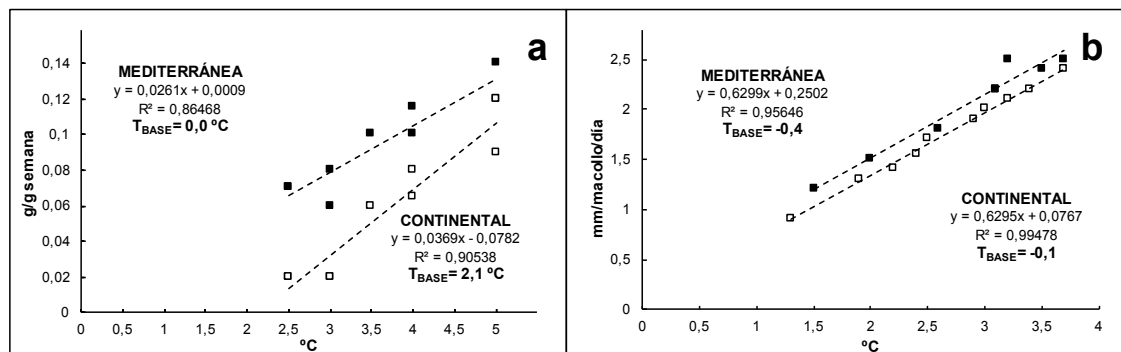 a
g/g semana
0,14
0,12
0,1
0,08
0,06
0,04
0,02
0
MEDITERRÁNEA
y = 0,0261x + 0,0009
R² = 0,86468
TBASE= 0,0 ºC
CONTINENTAL
y = 0,0369x - 0,0782
R² = 0,90538
TBASE= 2,1 ºC
0 0,5 1 1,5 2 2,5 3 3,5 4 4,5 5
ºC
b
mm/macollo/día
2,5
2
1,5
1
0,5
0
MEDITERRÁNEA
y = 0,6299x + 0,2502
R² = 0,95646
TBASE= -0,4
CONTINENTAL
y = 0,6295x + 0,0767
R² = 0,99478
TBASE= -0,1
0 0,5 1 1,5 2 2,5 3 3,5 4
ºC